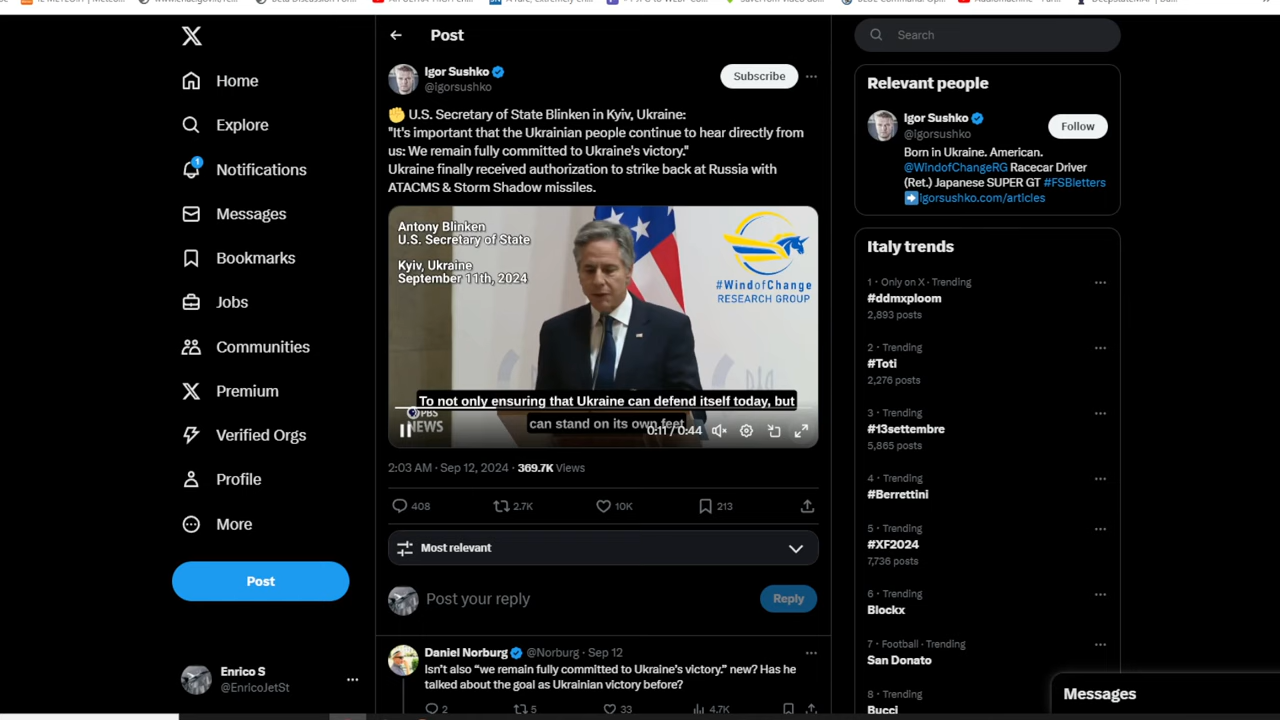 Post
Search
Home
Explore
1
Notifications
Messages
Bookmarks
Jobs
Communities
Premium
Verified Orgs
Profile
More
Post
Enrico S
@EnricoJetSt
Igor Sushko
@igorsushko
Subscribe
✊ U.S. Secretary of State Blinken in Kyiv, Ukraine:
"It's important that the Ukrainian people continue to hear directly from
us: We remain fully committed to Ukraine's victory."
Ukraine finally received authorization to strike back at Russia with
ATACMS & Storm Shadow missiles.
Antony Blinken
U.S. Secretary of State
Kyiv, Ukraine
September 11th, 2024
#WindofChange
RESEARCH GROUP
To not only ensuring that Ukraine can defend itself today, but
can stand on its own feet
PBS
NEWS
0:11 / 0:44
2:03 AM · Sep 12, 2024 · 369.7K Views
408 2.7K 10K 213
Most relevant
Post your reply
Reply
Daniel Norburg @Norburg · Sep 12
Isn't also "we remain fully committed to Ukraine's victory." new? Has he
talked about the goal as Ukrainian victory before?
2 5 33 4.7K
Relevant people
Igor Sushko
@igorsushko
Follow
Born in Ukraine. American.
@WindofChangeRG Racecar Driver
(Ret.) Japanese SUPER GT #FSBletters
➡️igorsushko.com/articles
Italy trends
1 · Only on X · Trending
#ddmxploom
2,893 posts
2 · Trending
#Toti
2,276 posts
3 · Trending
#13settembre
5,865 posts
4 · Trending
#Berrettini
5 · Trending
#XF2024
7,736 posts
6 · Trending
Blockx
7 · Football · Trending
San Donato
8 · Trending
Bucci
Messages